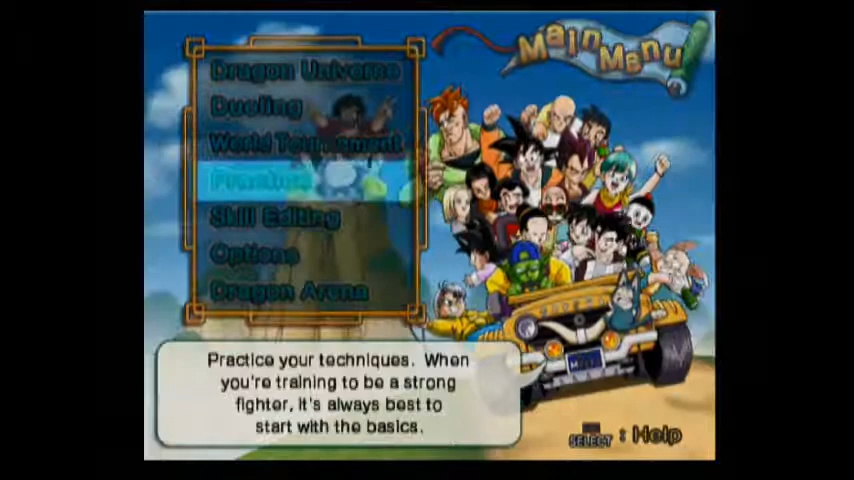 Main Menu
Dragon Universe
Dueling
World Tournament
Practice
Skill Editing
Options
Dragon Arena
Practice your techniques. When
you're training to be a strong
fighter, it's always best to
start with the basics.
SELECT : Help